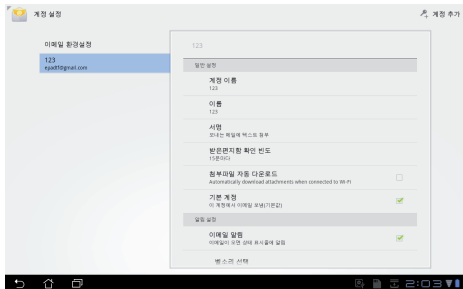 계정 설정
계정 추가
이메일 환경설정
123
epadtf@gmail.com
123
일반 설정
계정 이름
123
이름
123
서명
보내는 메일에 텍스트 첨부
받은편지함 확인 빈도
15분마다
첨부파일 자동 다운로드
Automatically download attachments when connected to Wi-Fi
기본 계정
이 계정에서 이메일 보냄(기본값)
알림 설정
이메일 알림
이메일이 오면 상태 표시줄에 알림
벨소리 선택
2:03